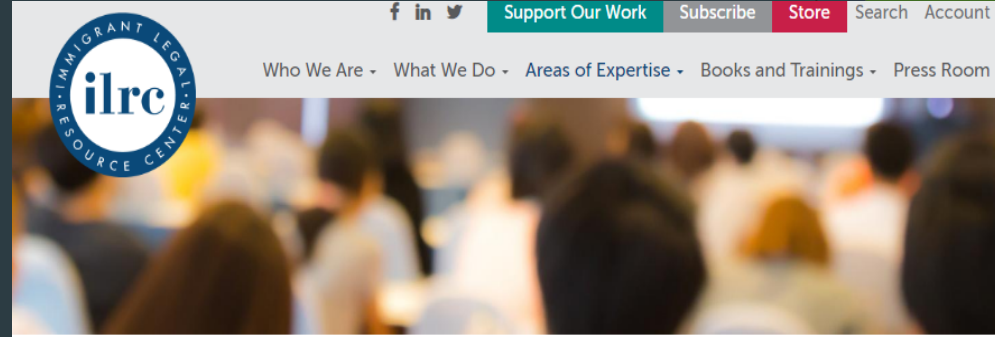 Support Our Work Subscribe Store Search Account
Who We Are What We Do Areas of Expertise Books and Trainings Press Room
IMMIGRANT LEGAL RESOURCE CENTER
ilrc